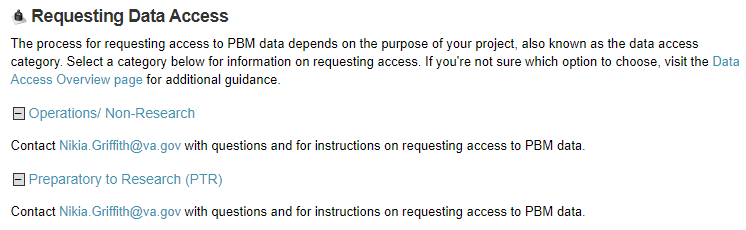 Requesting Data Access
The process for requesting access to PBM data depends on the purpose of your project, also known as the data access
category. Select a category below for information on requesting access. If you're not sure which option to choose, visit the Data
Access Overview page for additional guidance.
Operations/ Non-Research
Contact Nikia.Griffith@va.gov with questions and for instructions on requesting access to PBM data.
Preparatory to Research (PTR)
Contact Nikia.Griffith@va.gov with questions and for instructions on requesting access to PBM data.